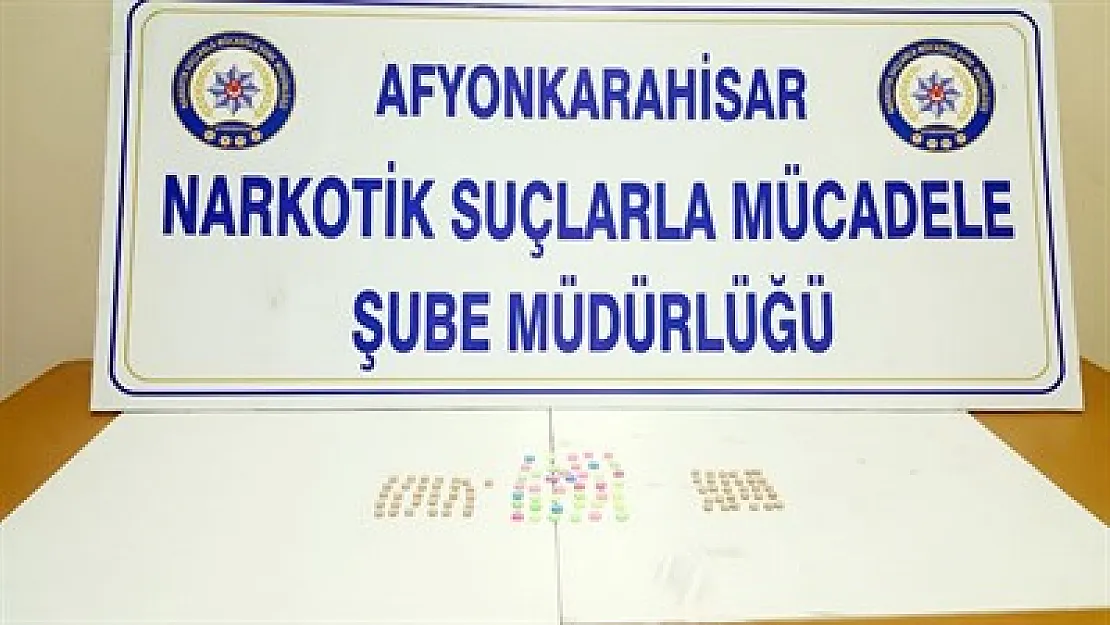 AFYONKARAHİSAR
NARKOTİK SUÇLARLA MÜCADELE
ŞUBE MÜDÜRLÜĞÜ